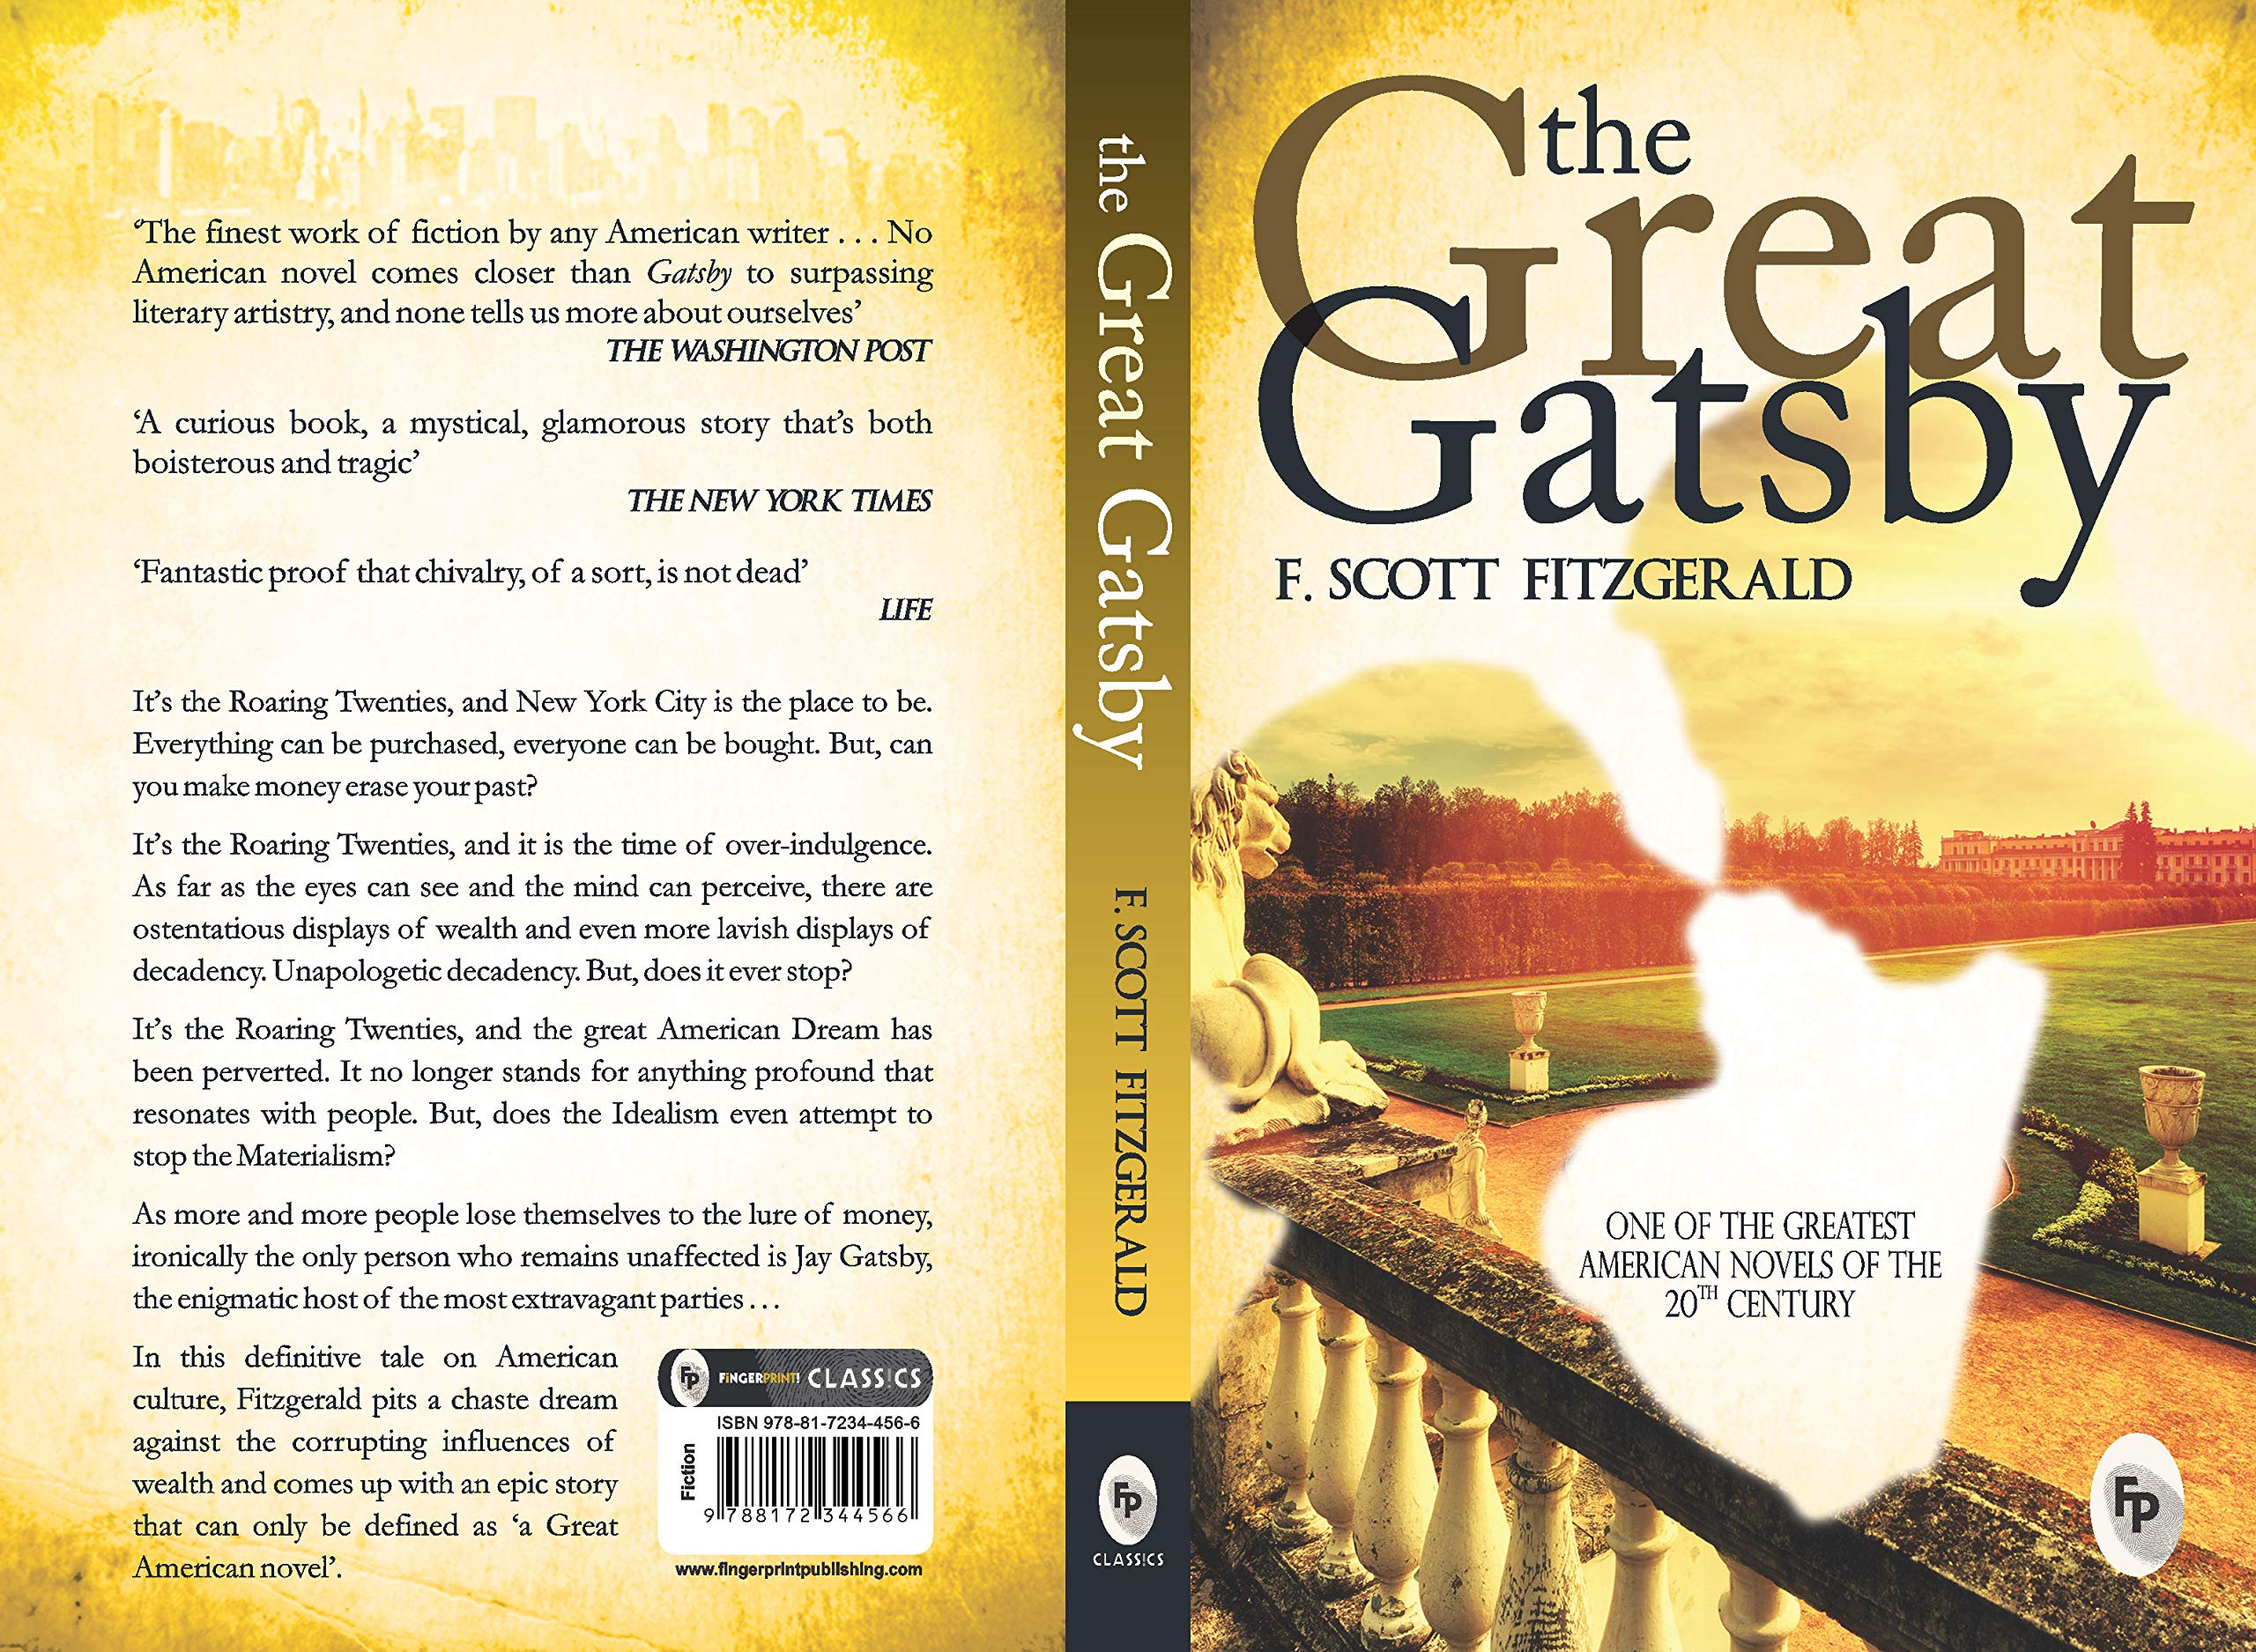 ‘The finest work of fiction by any American writer . . . No
American novel comes closer than Gatsby to surpassing
literary artistry, and none tells us more about ourselves’
THE WASHINGTON POST
‘A curious book, a mystical, glamorous story that’s both
boisterous and tragic’
THE NEW YORK TIMES
‘Fantastic proof that chivalry, of a sort, is not dead’
LIFE
It’s the Roaring Twenties, and New York City is the place to be.
Everything can be purchased, everyone can be bought. But, can
you make money erase your past?
It’s the Roaring Twenties, and it is the time of over-indulgence.
As far as the eyes can see and the mind can perceive, there are
ostentatious displays of wealth and even more lavish displays of
decadency. Unapologetic decadency. But, does it ever stop?
It’s the Roaring Twenties, and the great American Dream has
been perverted. It no longer stands for anything profound that
resonates with people. But, does the Idealism even attempt to
stop the Materialism?
As more and more people lose themselves to the lure of money,
ironically the only person who remains unaffected is Jay Gatsby,
the enigmatic host of the most extravagant parties . . .
In this definitive tale on American
culture, Fitzgerald pits a chaste dream
against the corrupting influences of
wealth and comes up with an epic story
that can only be defined as ‘a Great
American novel’.
FP FiNGERPRINT! CLASS!CS
ISBN 978-81-7234-456-6
Fiction
9 788172 344566
www.fingerprintpublishing.com
the Great Gatsby
F. SCOTT FITZGERALD
FP
CLASS!CS
the
Great
Gatsby
F. SCOTT FITZGERALD
ONE OF THE GREATEST
AMERICAN NOVELS OF THE
20TH CENTURY
FP